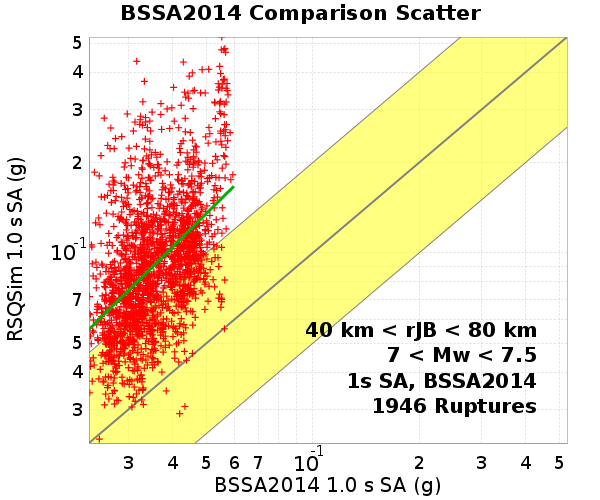 BSSA2014 Comparison Scatter
RSQSim 1.0 s SA (g)
5
4
3
2
10-1
7
5
4
3
40 km < rJB < 80 km
7 < Mw < 7.5
1s SA, BSSA2014
1946 Ruptures
3 4 5 6 7 10-1 2 3 4 5
BSSA2014 1.0 s SA (g)